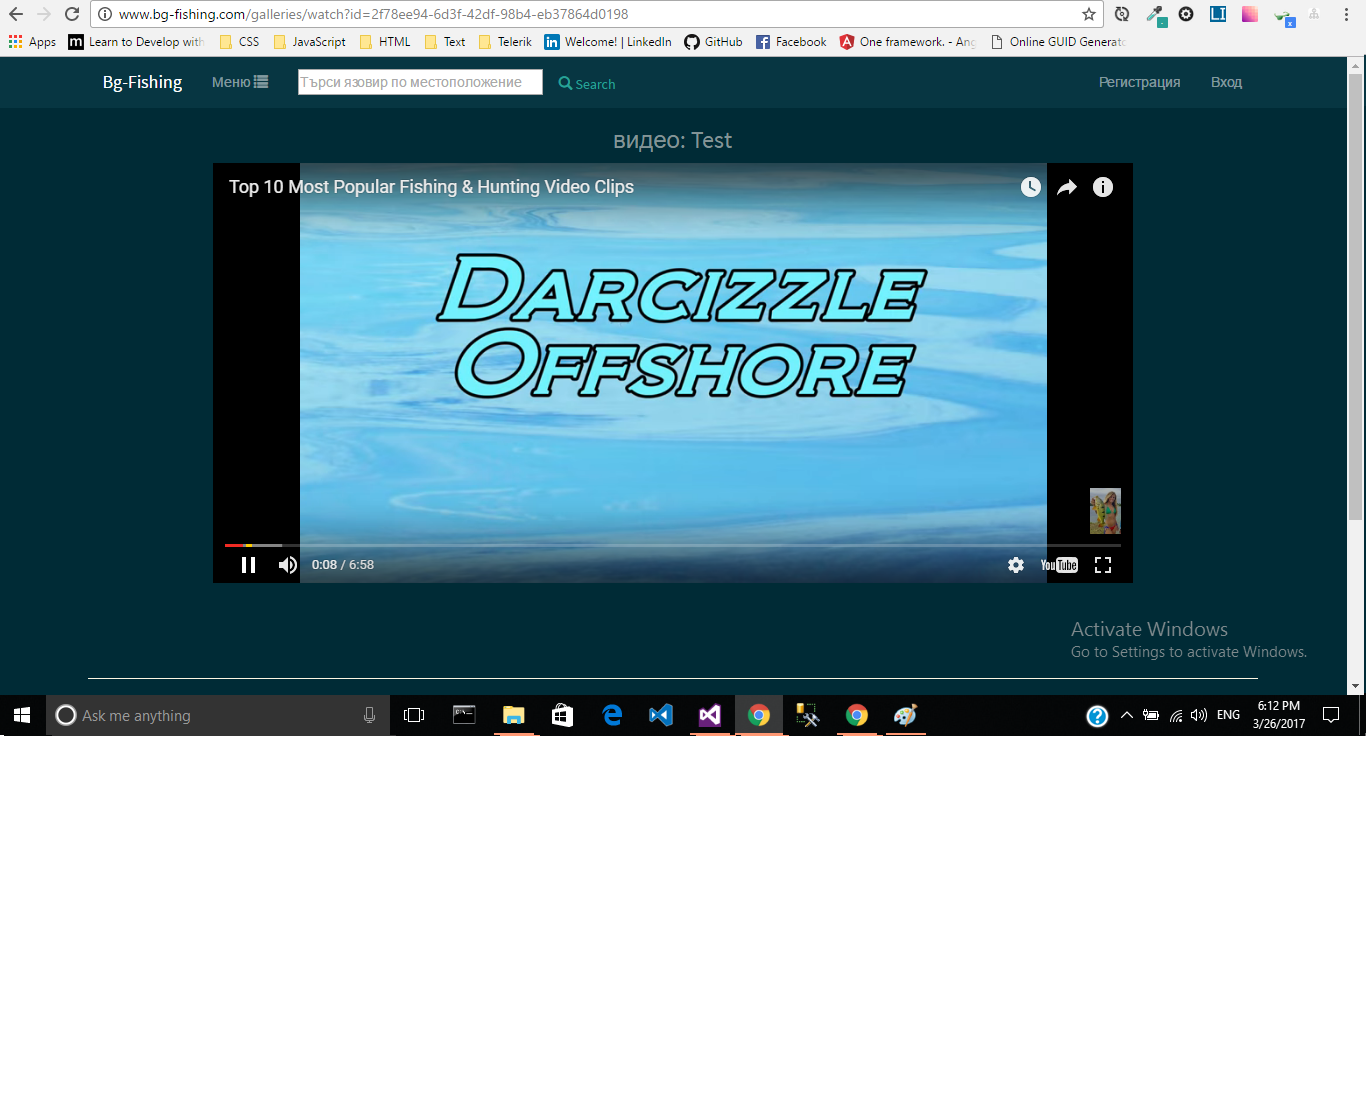 www.bg-fishing.com/galleries/watch?id=2f78ee94-6d3f-42df-98b4-eb37864d0198
Apps m Learn to Develop with CSS JavaScript HTML Text Telerik in Welcome! | LinkedIn GitHub Facebook One framework. - Ang Online GUID Generato
Bg-Fishing Меню Търси язовир по местоположение Search Регистрация Вход
видео: Test
Top 10 Most Popular Fishing & Hunting Video Clips
DARCIZZLE
OFFSHORE
0:08 / 6:58 YouTube
Activate Windows
Go to Settings to activate Windows.
Ask me anything ENG 6:12 PM
3/26/2017